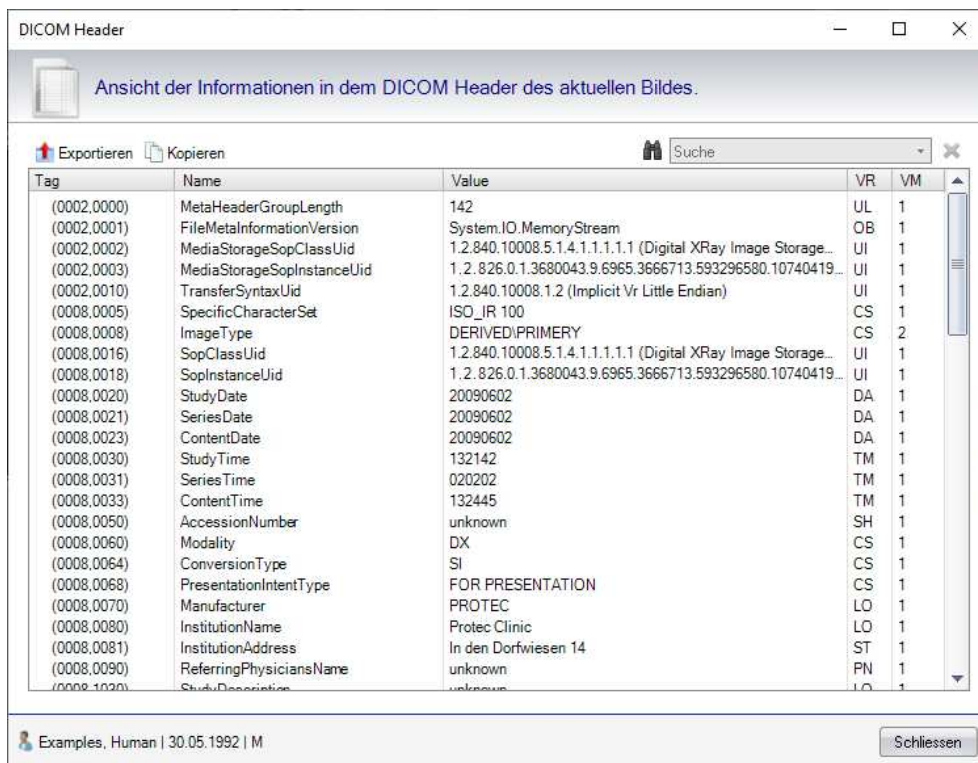 DICOM Header
Ansicht der Informationen in dem DICOM Header des aktuellen Bildes.
Exportieren Kopieren Suche
Tag Name Value VR VM
(0002,0000) MetaHeaderGroupLength 142 UL 1
(0002,0001) FileMetaInformationVersion System.IO.MemoryStream OB 1
(0002,0002) MediaStorageSopClassUid 1.2.840.10008.5.1.4.1.1.1.1.1 (Digital XRay Image Storage... UI 1
(0002,0003) MediaStorageSopInstanceUid 1.2.826.0.1.3680043.9.6965.3666713.593296580.10740419... UI 1
(0002,0010) TransferSyntaxUid 1.2.840.10008.1.2 (Implicit Vr Little Endian) UI 1
(0008,0005) SpecificCharacterSet ISO_IR 100 CS 1
(0008,0008) ImageType DERIVED\PRIMERY CS 2
(0008,0016) SopClassUid 1.2.840.10008.5.1.4.1.1.1.1.1 (Digital XRay Image Storage... UI 1
(0008,0018) SopInstanceUid 1.2.826.0.1.3680043.9.6965.3666713.593296580.10740419... UI 1
(0008,0020) StudyDate 20090602 DA 1
(0008,0021) SeriesDate 20090602 DA 1
(0008,0023) ContentDate 20090602 DA 1
(0008,0030) StudyTime 132142 TM 1
(0008,0031) SeriesTime 020202 TM 1
(0008,0033) ContentTime 132445 TM 1
(0008,0050) AccessionNumber unknown SH 1
(0008,0060) Modality DX CS 1
(0008,0064) ConversionType SI CS 1
(0008,0068) PresentationIntentType FOR PRESENTATION CS 1
(0008,0070) Manufacturer PROTEC LO 1
(0008,0080) InstitutionName Protec Clinic LO 1
(0008,0081) InstitutionAddress In den Dorfwiesen 14 ST 1
(0008,0090) ReferringPhysiciansName unknown PN 1
(0008,1030) StudyDescription unknown LO 1
Examples, Human | 30.05.1992 | M Schliessen